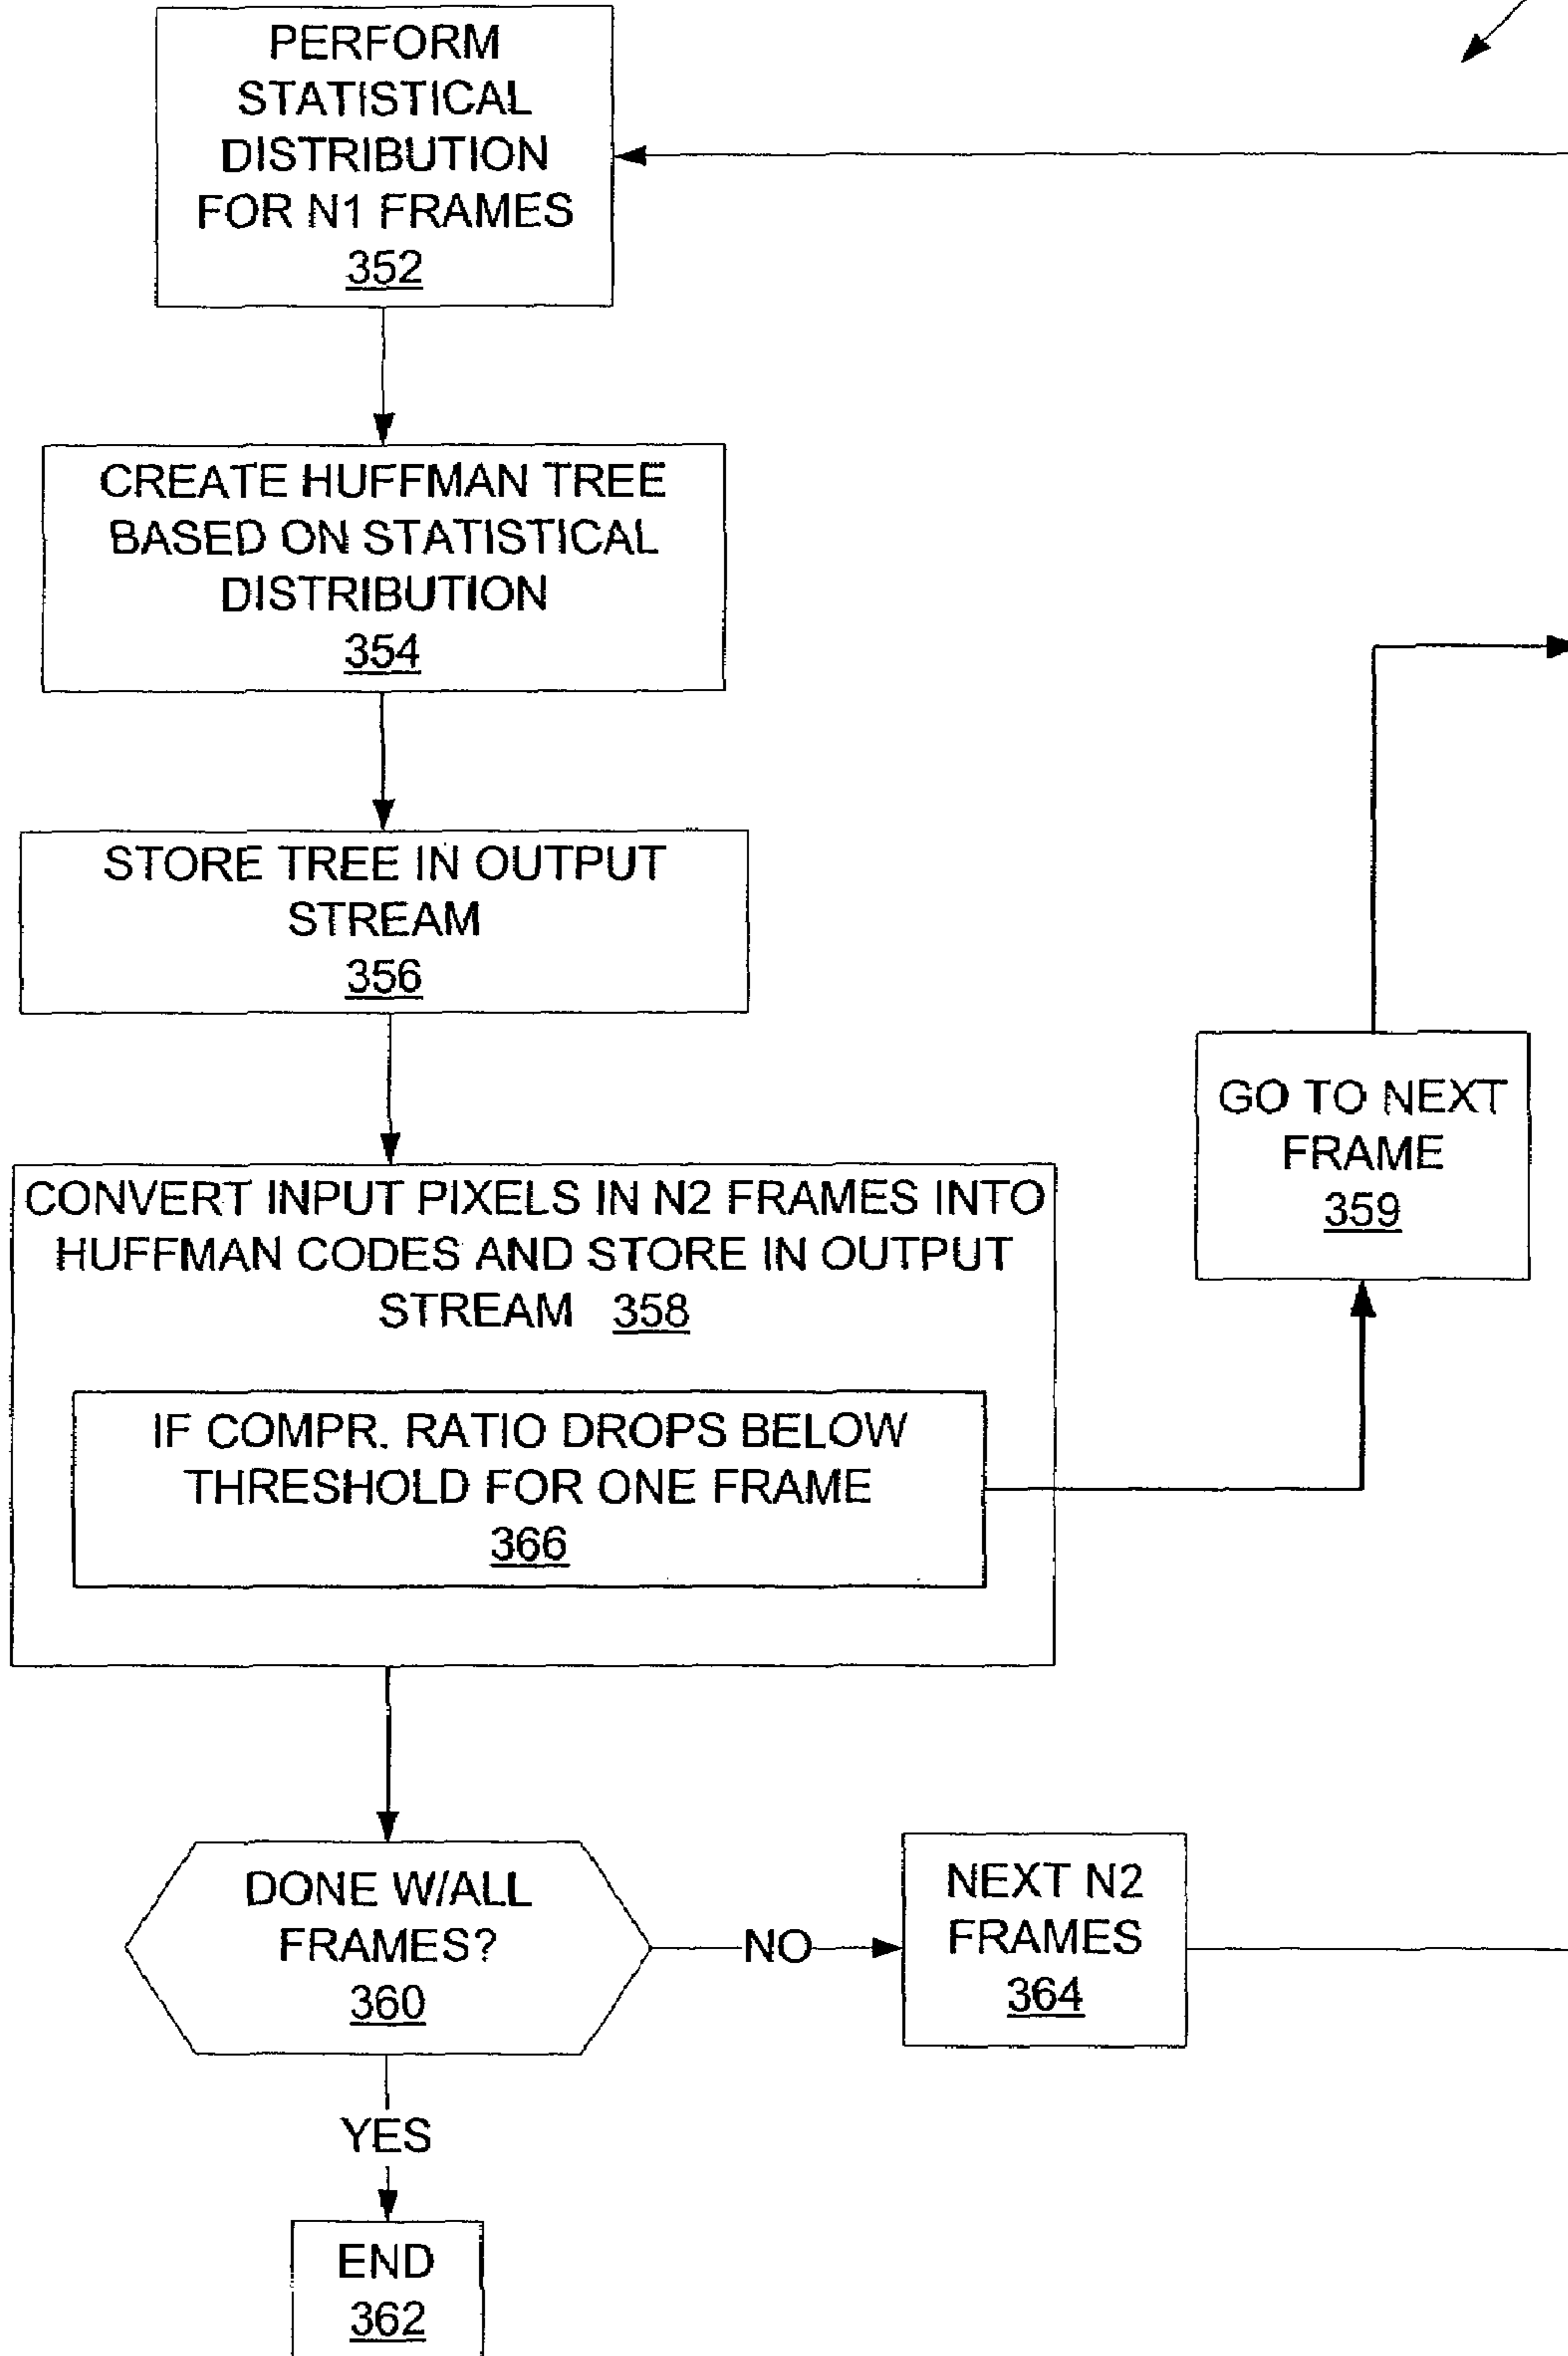 PERFORM
STATISTICAL
DISTRIBUTION
FOR N1 FRAMES
352
CREATE HUFFMAN TREE
BASED ON STATISTICAL
DISTRIBUTION
354
STORE TREE IN OUTPUT
STREAM
356
GO TO NEXT
FRAME
359
CONVERT INPUT PIXELS IN N2 FRAMES INTO
HUFFMAN CODES AND STORE IN OUTPUT
STREAM 358
IF COMPR. RATIO DROPS BELOW
THRESHOLD FOR ONE FRAME
366
DONE W/ALL
FRAMES?
360
NO
NEXT N2
FRAMES
364
YES
END
362